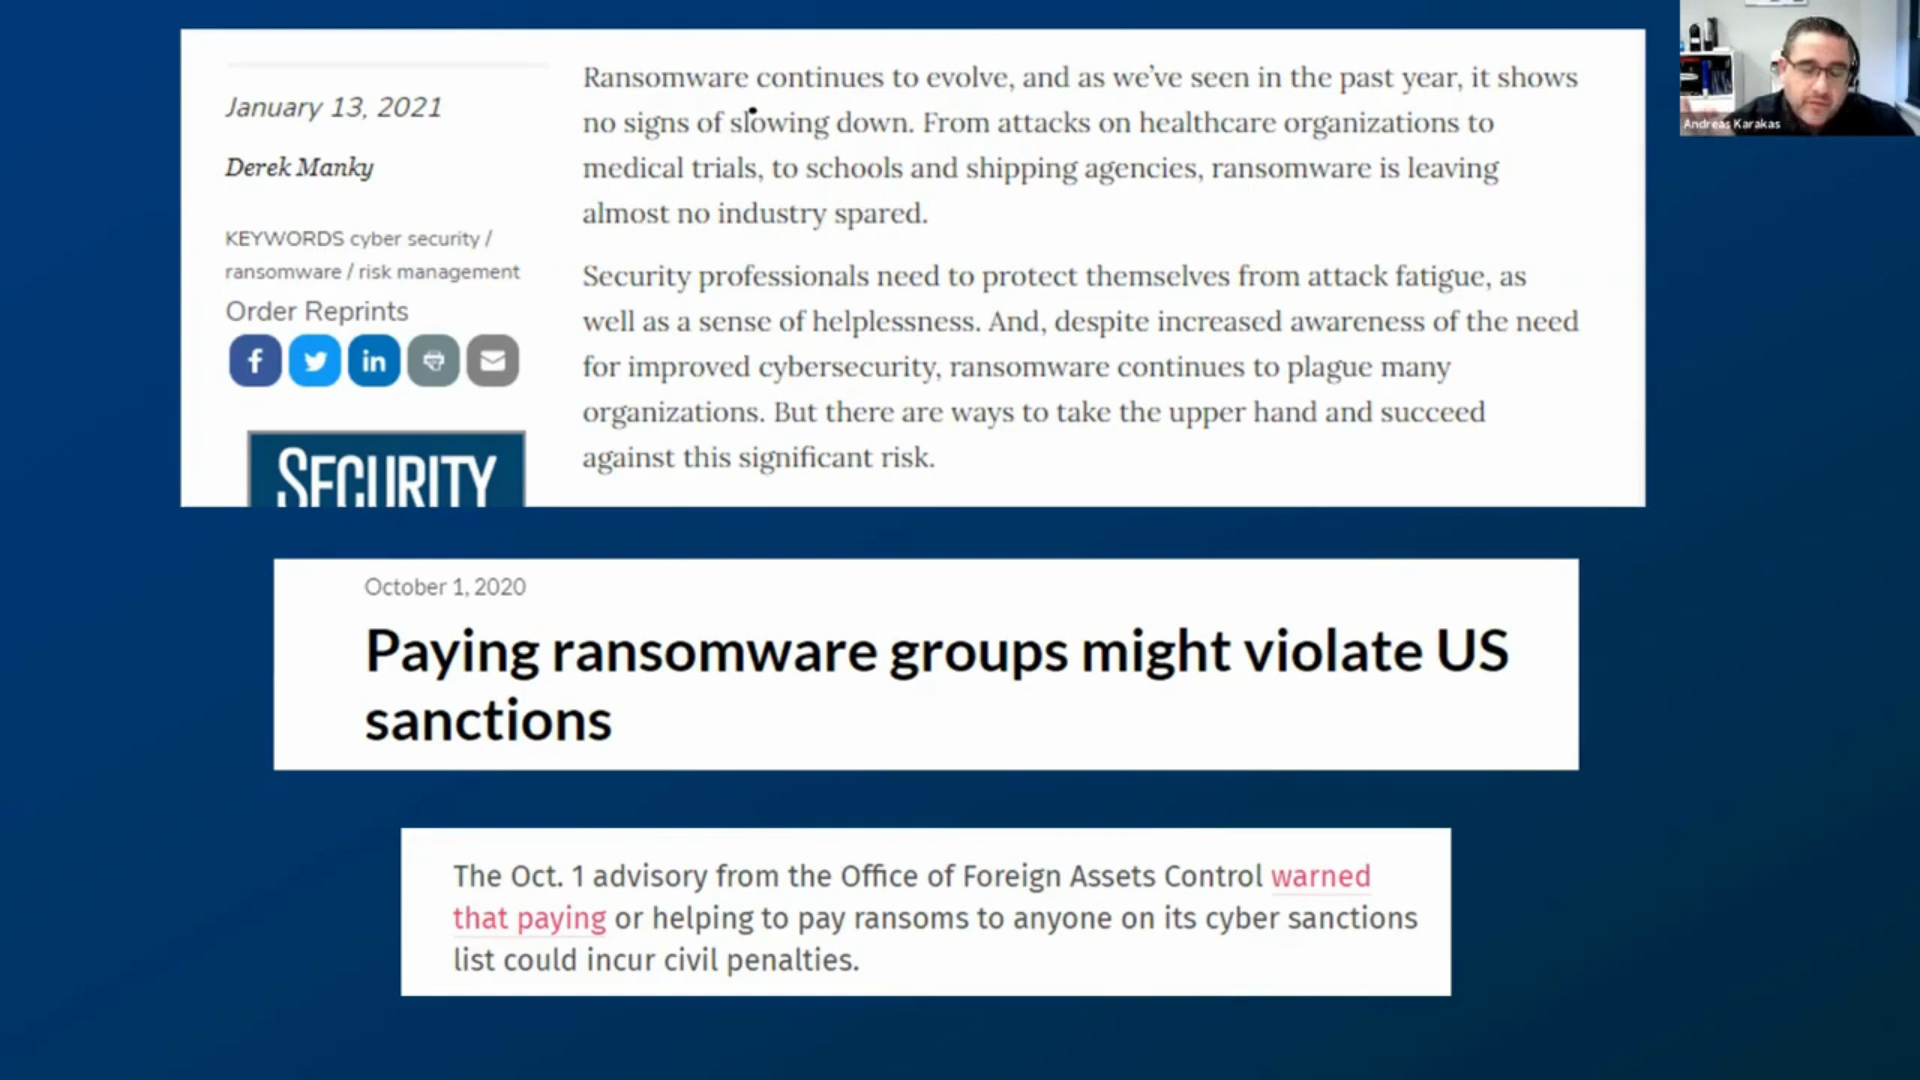 January 13, 2021
Derek Manky
KEYWORDS cyber security /
ransomware / risk management
Order Reprints
f
in
SECURITY
Ransomware continues to evolve, and as we’ve seen in the past year, it shows
no signs of slowing down. From attacks on healthcare organizations to
medical trials, to schools and shipping agencies, ransomware is leaving
almost no industry spared.
Security professionals need to protect themselves from attack fatigue, as
well as a sense of helplessness. And, despite increased awareness of the need
for improved cybersecurity, ransomware continues to plague many
organizations. But there are ways to take the upper hand and succeed
against this significant risk.
Andreas Karakas
October 1, 2020
Paying ransomware groups might violate US
sanctions
The Oct. 1 advisory from the Office of Foreign Assets Control warned
that paying or helping to pay ransoms to anyone on its cyber sanctions
list could incur civil penalties.